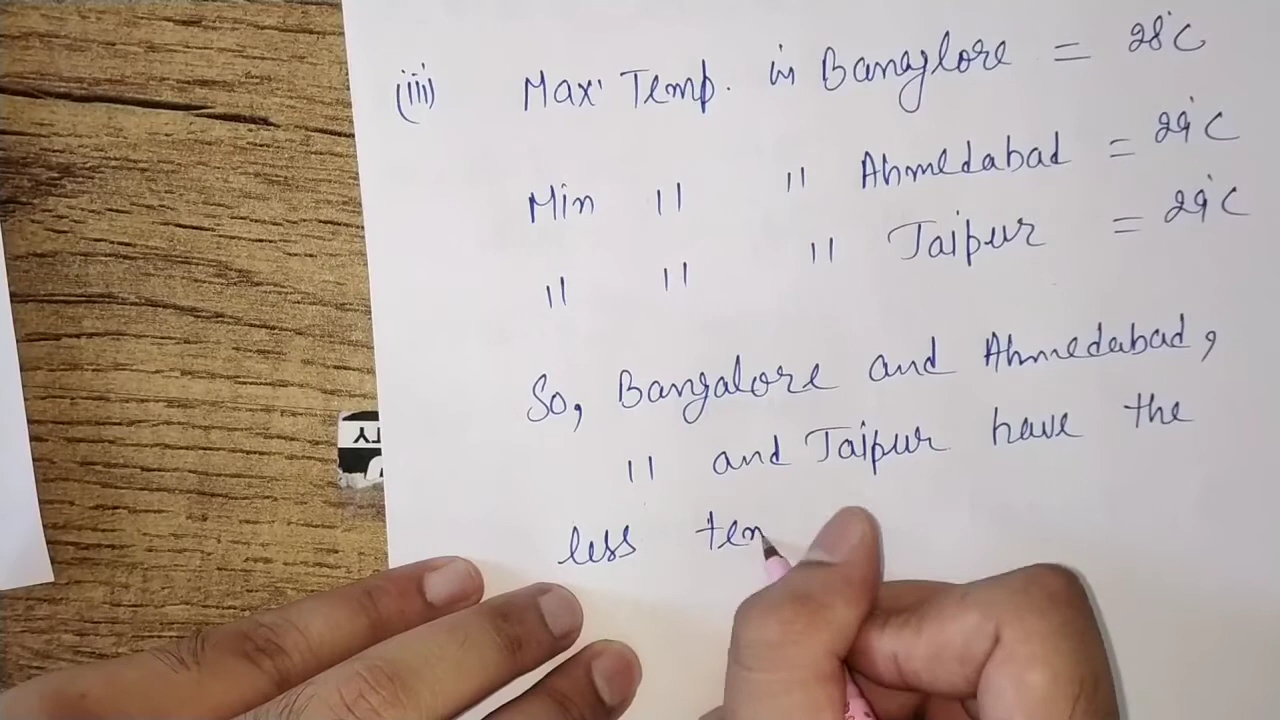 (iii) Max. Temp. in Banglore = 28°C
Min " " Ahmedabad = 29°C
" " " Jaipur = 29°C
So, Bangalore and Ahmedabad,
" and Jaipur have the
less tem